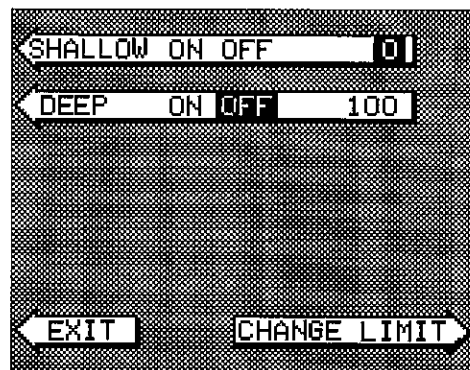 SHALLOW ON OFF 0
DEEP ON OFF 100
EXIT CHANGE LIMIT